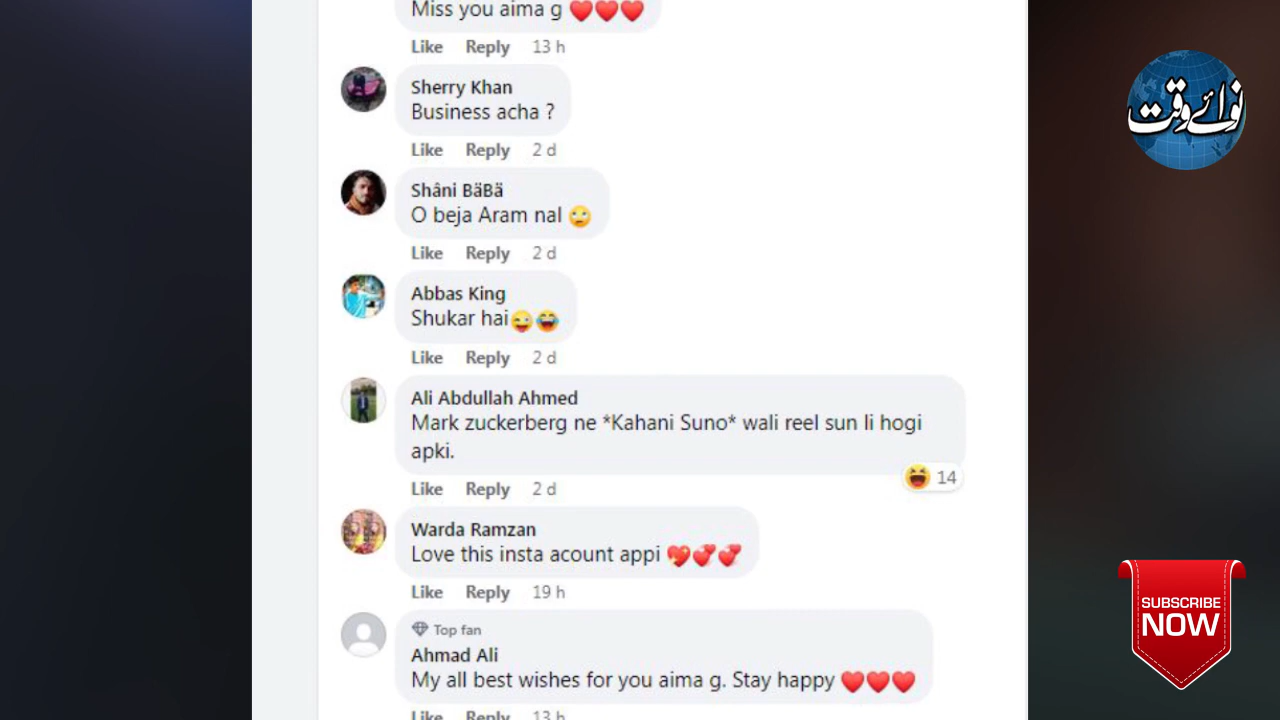 Miss you aima g ❤❤❤
Like Reply 13 h
Sherry Khan
Business acha ?
Like Reply 2 d
Shâni BäBä
O beja Aram nal 🙄
Like Reply 2 d
Abbas King
Shukar hai😜😂
Like Reply 2 d
Ali Abdullah Ahmed
Mark zuckerberg ne *Kahani Suno* wali reel sun li hogi
apki.
😆 14
Like Reply 2 d
Warda Ramzan
Love this insta acount appi 💖💕💕
Like Reply 19 h
Top fan
Ahmad Ali
My all best wishes for you aima g. Stay happy ❤❤❤
Like Reply 13 h
نوائے وقت
SUBSCRIBE
NOW